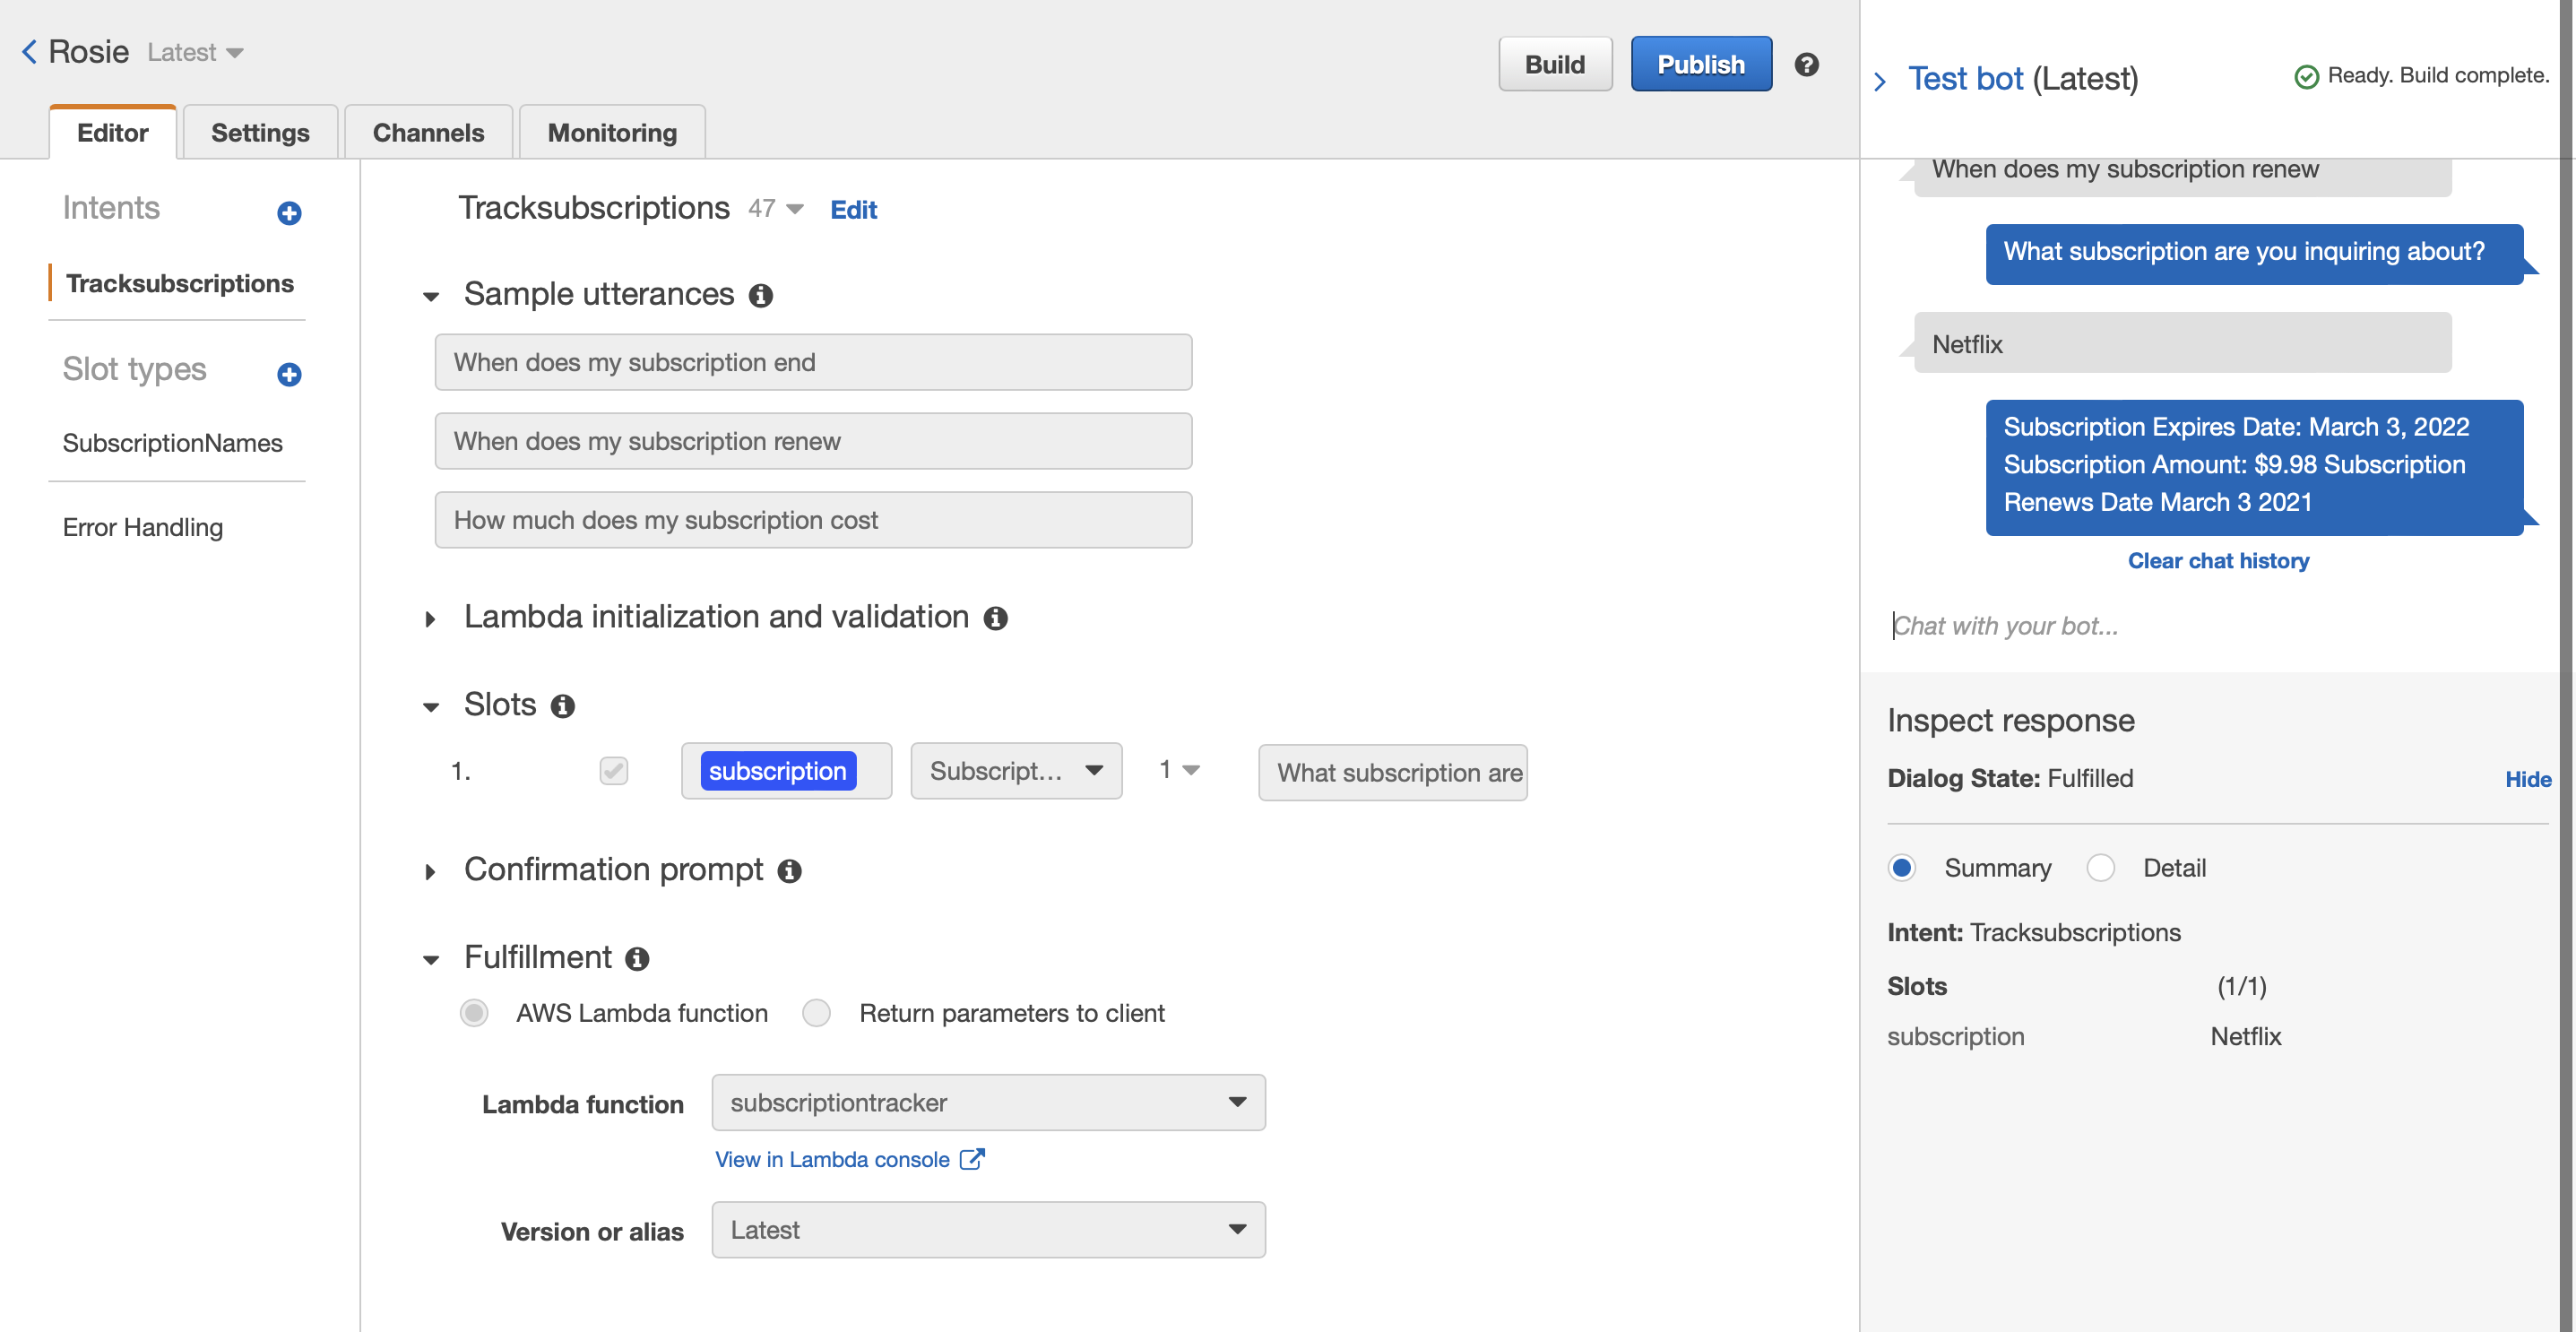 Rosie Latest
Build
Publish
Editor
Settings
Channels
Monitoring
Intents
Tracksubscriptions
Slot types
SubscriptionNames
Error Handling
Tracksubscriptions 47 Edit
Sample utterances
When does my subscription end
When does my subscription renew
How much does my subscription cost
Lambda initialization and validation
Slots
1. subscription Subscript... 1 What subscription are
Confirmation prompt
Fulfillment
AWS Lambda function Return parameters to client
Lambda function subscriptiontracker
View in Lambda console
Version or alias Latest
Test bot (Latest)
Ready. Build complete.
When does my subscription renew
What subscription are you inquiring about?
Netflix
Subscription Expires Date: March 3, 2022
Subscription Amount: $9.98 Subscription
Renews Date March 3 2021
Clear chat history
Chat with your bot...
Inspect response
Dialog State: Fulfilled Hide
Summary Detail
Intent: Tracksubscriptions
Slots (1/1)
subscription Netflix